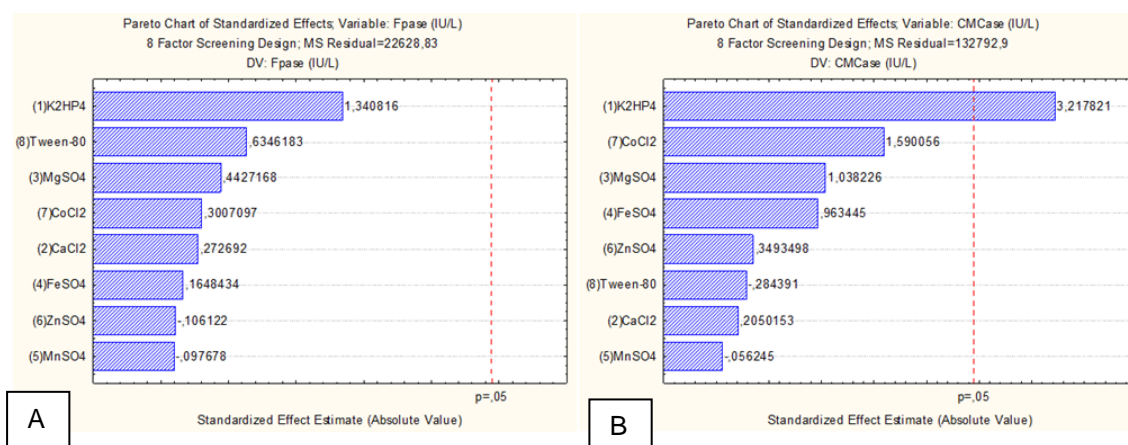 Pareto Chart of Standardized Effects; Variable: Fpase (IU/L)
8 Factor Screening Design; MS Residual=22628,83
DV: Fpase (IU/L)
(1)K2HP4 1,340816
(8)Tween-80 ,6346183
(3)MgSO4 ,4427168
(7)CoCl2 ,3007097
(2)CaCl2 ,272692
(4)FeSO4 ,1648434
(6)ZnSO4 -,106122
(5)MnSO4 -,097678
p=,05
Standardized Effect Estimate (Absolute Value)
A
Pareto Chart of Standardized Effects; Variable: CMCase (IU/L)
8 Factor Screening Design; MS Residual=132792,9
DV: CMCase (IU/L)
(1)K2HP4 3,217821
(7)CoCl2 1,590056
(3)MgSO4 1,038226
(4)FeSO4 ,963445
(6)ZnSO4 ,3493498
(8)Tween-80 -,284391
(2)CaCl2 ,2050153
(5)MnSO4 -,056245
p=,05
Standardized Effect Estimate (Absolute Value)
B